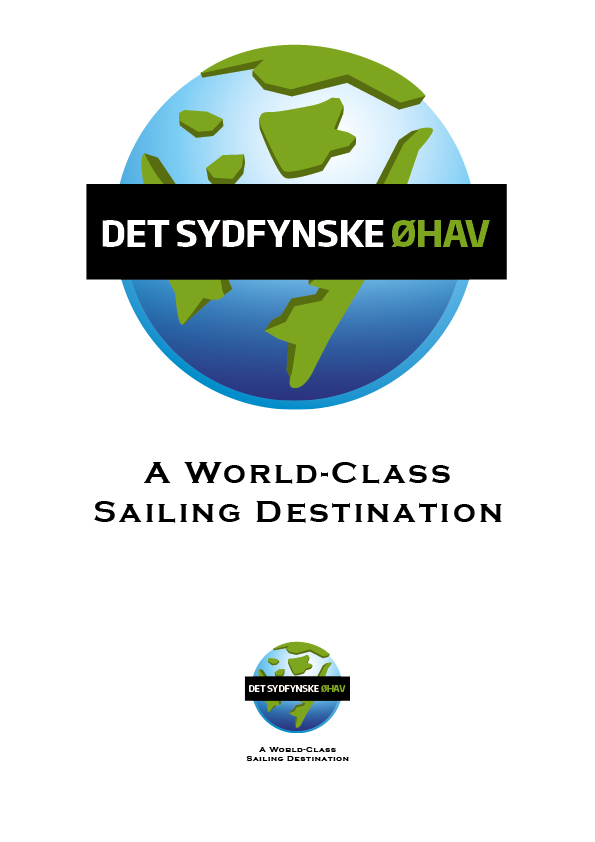 DET SYDFYNSKE ØHAV
A World-Class
Sailing Destination
DET SYDFYNSKE ØHAV
A World-Class
Sailing Destination